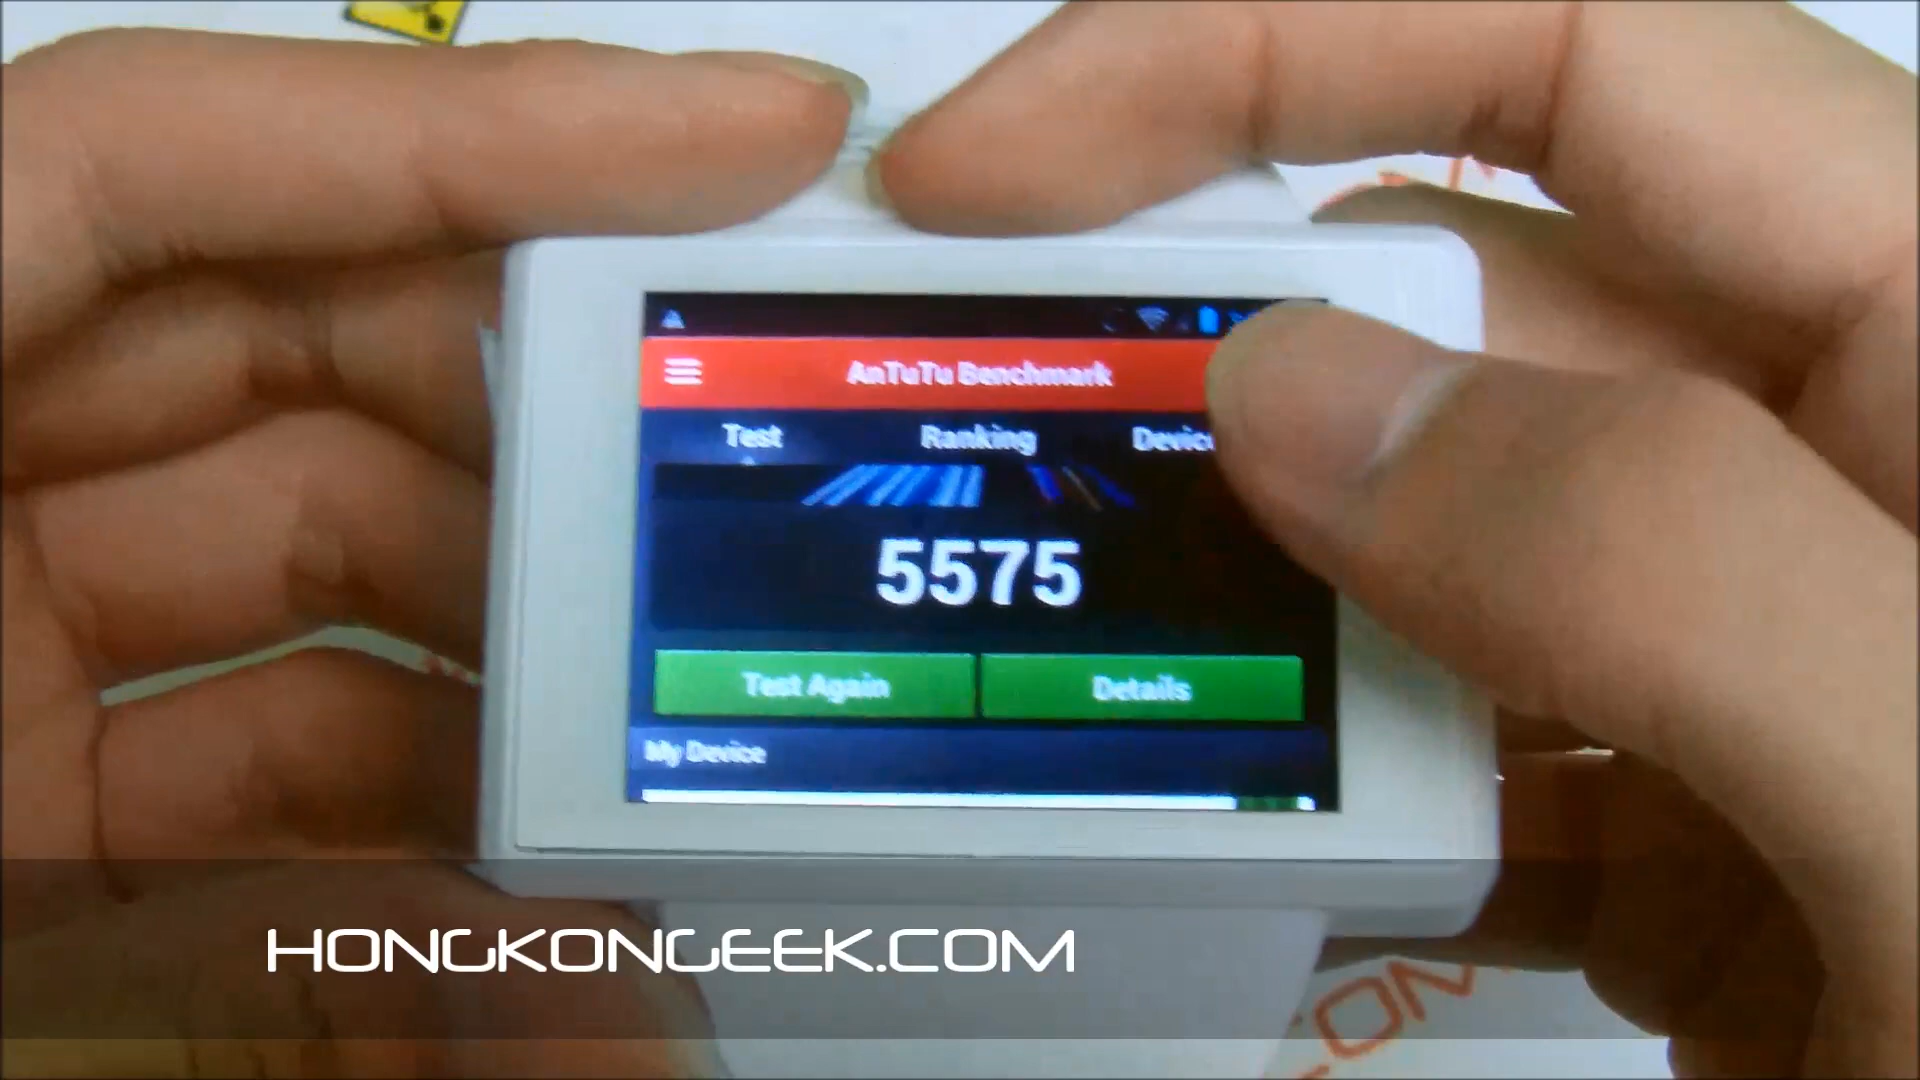 AnTuTu Benchmark
Test Ranking
5575
Test Again Details
My Device
HONGKONGEEK.COM